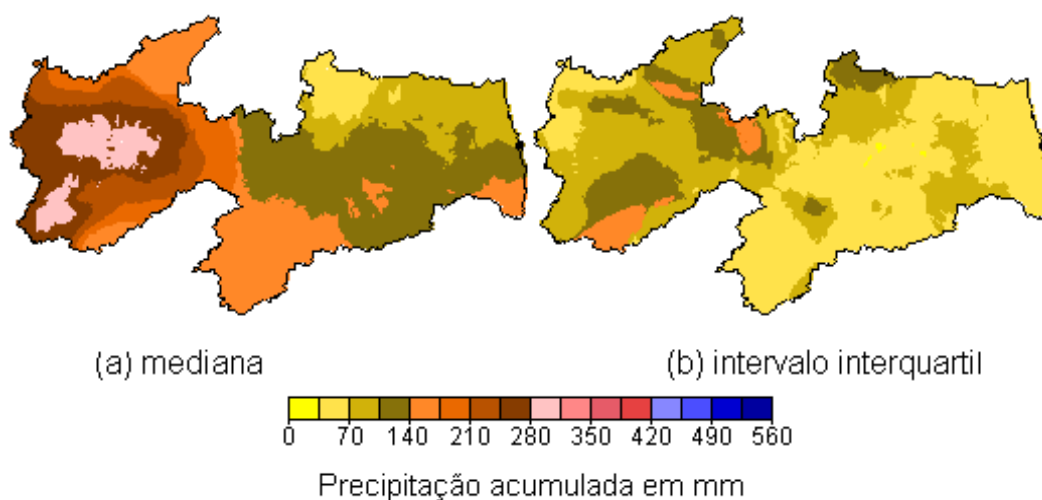 (a) mediana
(b) intervalo interquartil
0 70 140 210 280 350 420 490 560
Precipitação acumulada em mm